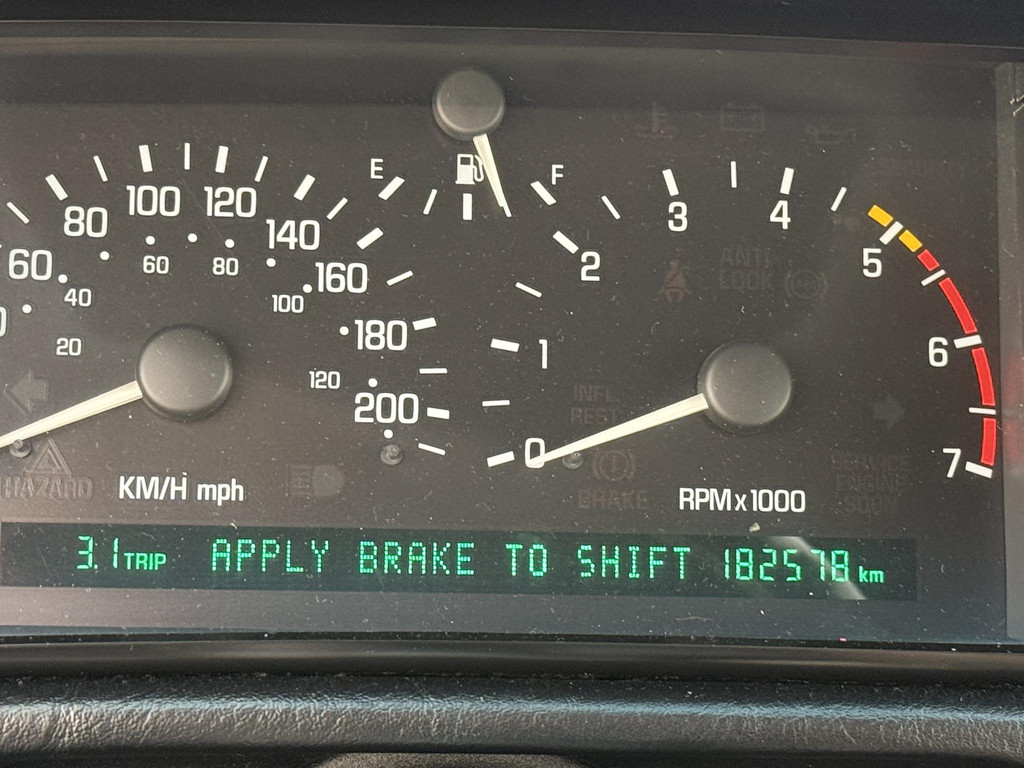 E F
100 120
80 140
60 160
40 60 80 100
20 180
120 200
KM/H mph
HAZARD
0 1 2 3 4 5 6 7
ANTI
LOCK
INFL
REST
BRAKE
SERVICE
ENGINE
SOON
RPM x 1000
3.1 TRIP APPLY BRAKE TO SHIFT 182578 km